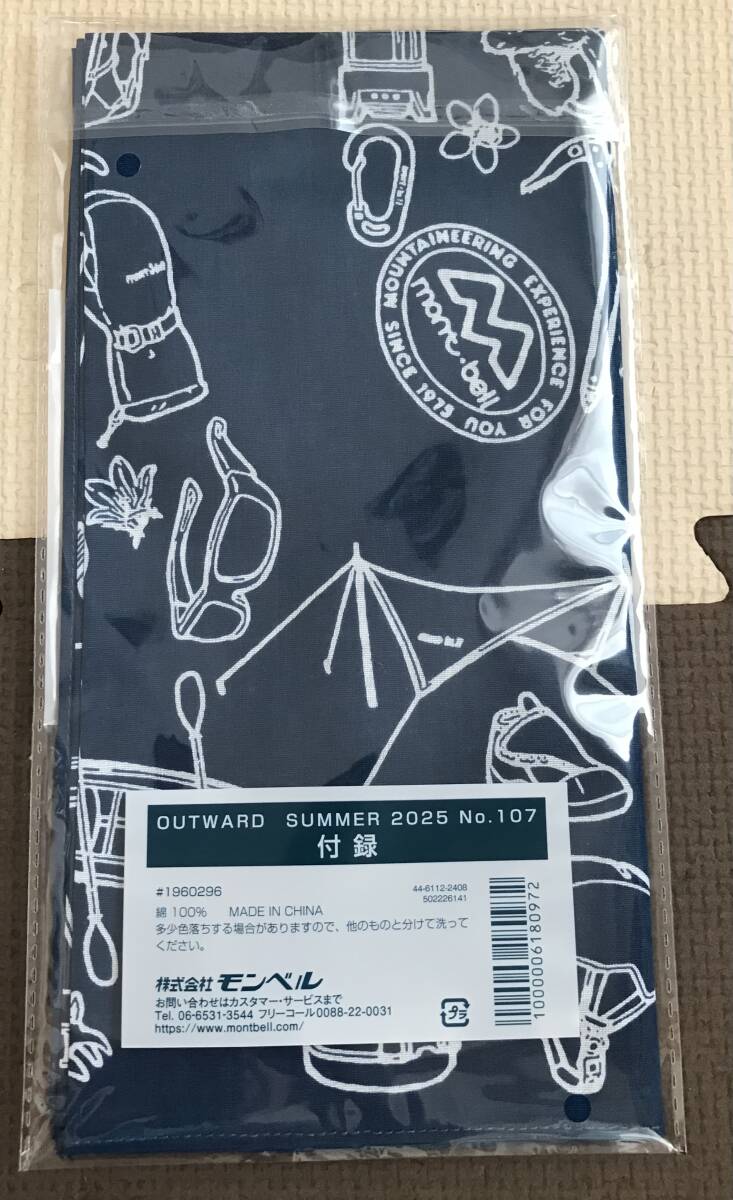 MOUNTAINEERING EXPERIENCE FOR YOU
SINCE 1975
mont·bell
OUTWARD SUMMER 2025 No.107
付録
#1960296
44-6112-2408
502226141
綿 100% MADE IN CHINA
多少色落ちする場合がありますので、他のものと分けて洗って
ください。
株式会社 モンベル
お問い合わせはカスタマー・サービスまで
Tel. 06-6531-3544 フリーコール0088-22-0031
https://www.montbell.com/
プラ
1000006180972